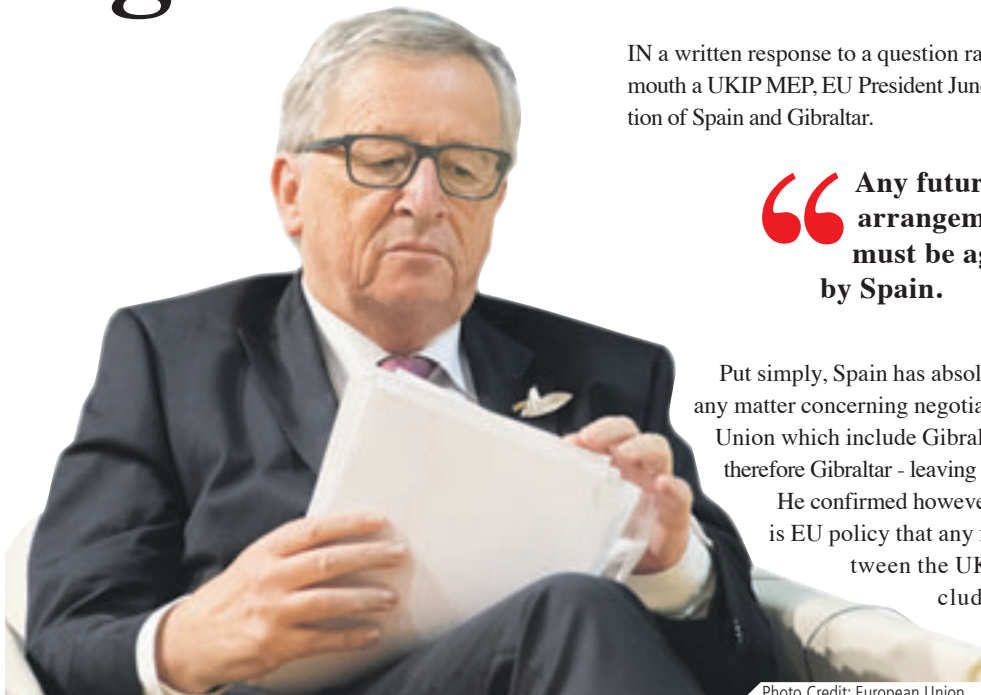 g
IN a written response to a question ra
mouth a UKIP MEP, EU President Jun
tion of Spain and Gibraltar.
“ Any futur
arrangem
must be ag
by Spain.
Put simply, Spain has absol
any matter concerning negotia
Union which include Gibral
therefore Gibraltar - leaving
He confirmed howeve
is EU policy that any
tween the UK
clud
Photo Credit: European Union